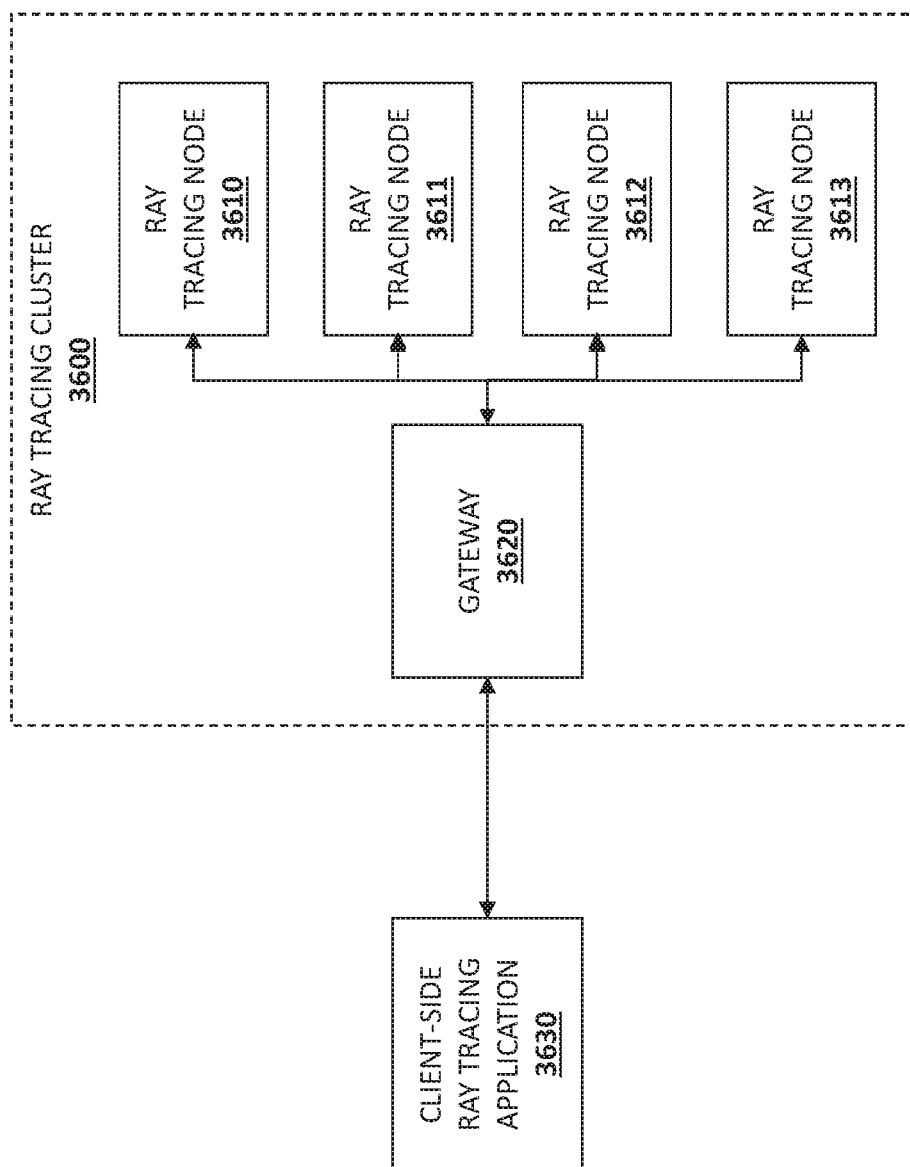 RAY TRACING CLUSTER
3600
RAY
TRACING NODE
3610
RAY
TRACING NODE
3611
RAY
TRACING NODE
3612
RAY
TRACING NODE
3613
GATEWAY
3620
CLIENT-SIDE
RAY TRACING
APPLICATION
3630